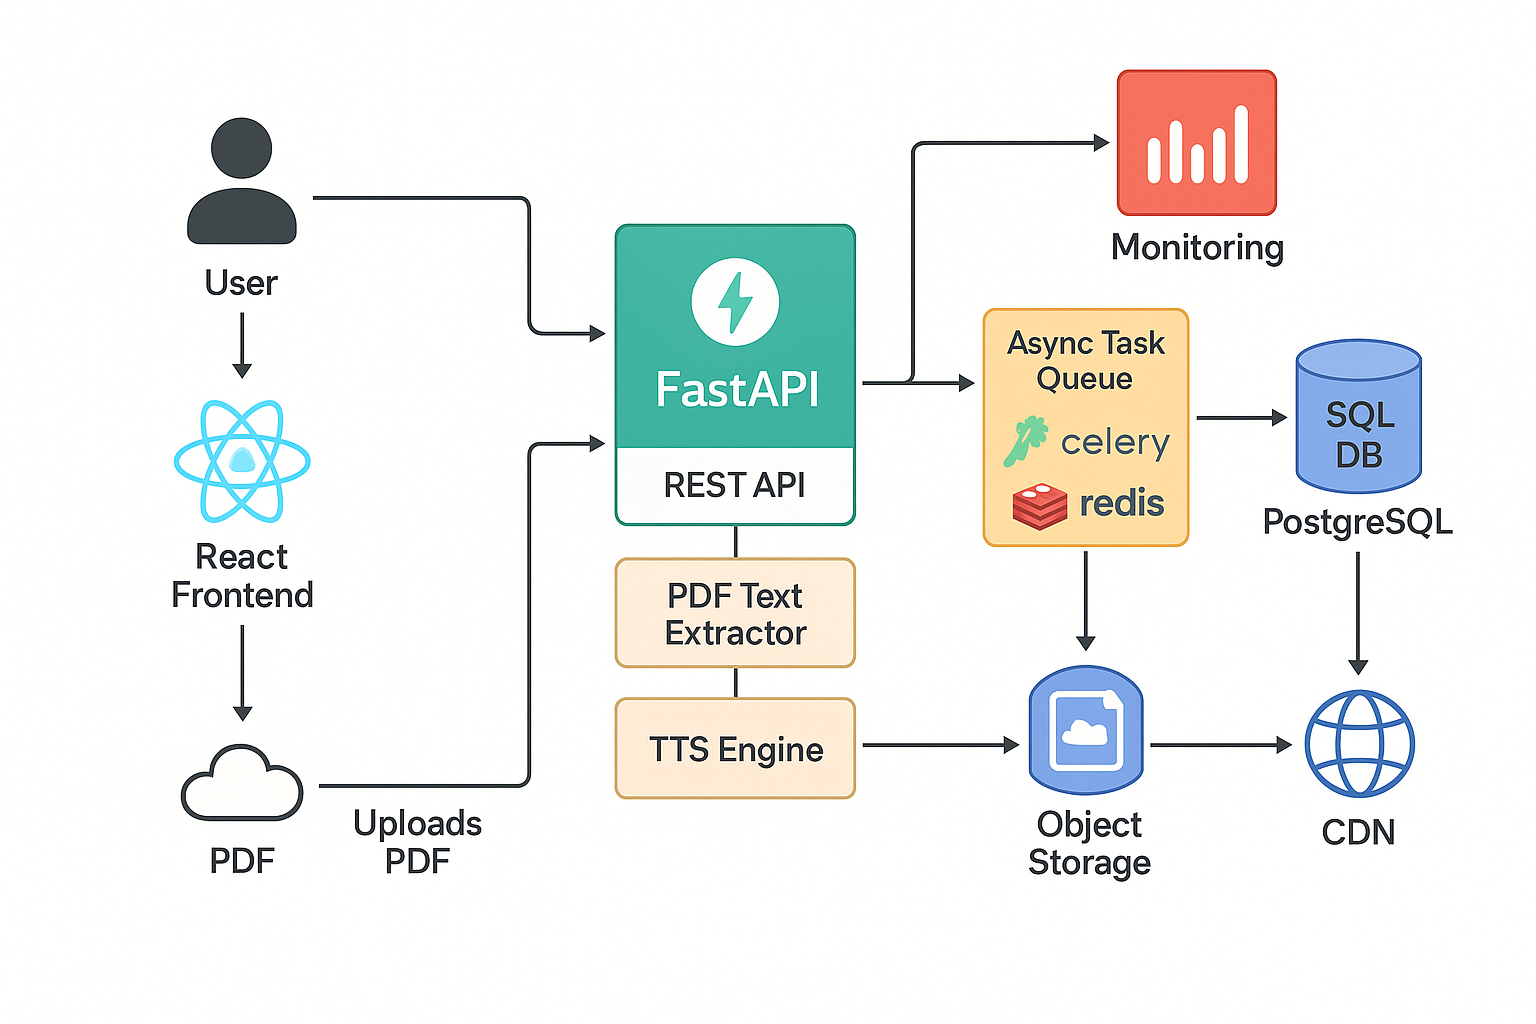 User
React
Frontend
PDF
Uploads
PDF
FastAPI
REST API
PDF Text
Extractor
TTS Engine
Monitoring
Async Task
Queue
celery
redis
SQL
DB
PostgreSQL
Object
Storage
CDN